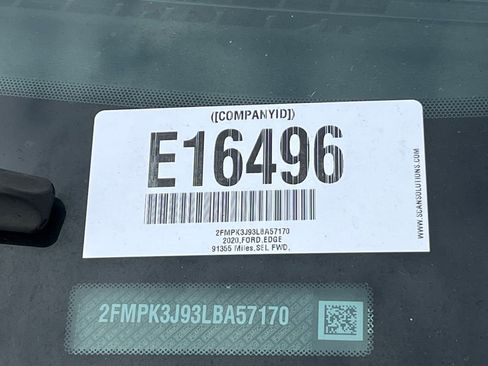 ([COMPANYID])
E16496
2FMPK3J93LBA57170
2020,FORD,EDGE
91355 Miles,SEL FWD,
WWW.SCANSOLUTIONS.COM
2FMPK3J93LBA57170